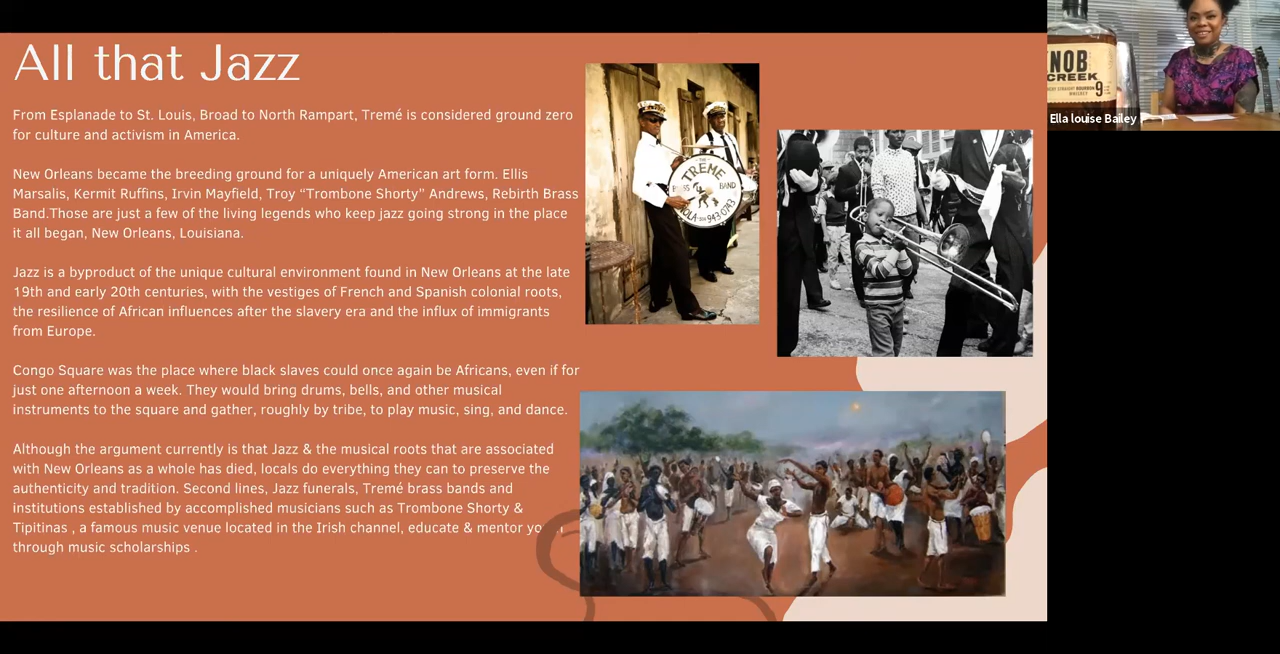 All that Jazz
From Esplanade to St. Louis, Broad to North Rampart, Tremé is considered ground zero
for culture and activism in America.
New Orleans became the breeding ground for a uniquely American art form. Ellis
Marsalis, Kermit Ruffins, Irvin Mayfield, Troy “Trombone Shorty” Andrews, Rebirth Brass
Band.Those are just a few of the living legends who keep jazz going strong in the place
it all began, New Orleans, Louisiana.
Jazz is a byproduct of the unique cultural environment found in New Orleans at the late
19th and early 20th centuries, with the vestiges of French and Spanish colonial roots,
the resilience of African influences after the slavery era and the influx of immigrants
from Europe.
Congo Square was the place where black slaves could once again be Africans, even if for
just one afternoon a week. They would bring drums, bells, and other musical
instruments to the square and gather, roughly by tribe, to play music, sing, and dance.
Although the argument currently is that Jazz & the musical roots that are associated
with New Orleans as a whole has died, locals do everything they can to preserve the
authenticity and tradition. Second lines, Jazz funerals, Tremé brass bands and
institutions established by accomplished musicians such as Trombone Shorty &
Tipitinas , a famous music venue located in the Irish channel, educate & mentor
through music scholarships .
THE
TREME
BRASS BAND
NOLA 504 943 0743
KNOB
CREEK
STRAIGHT BOURBON
WHISKEY
9
Ella louise Bailey